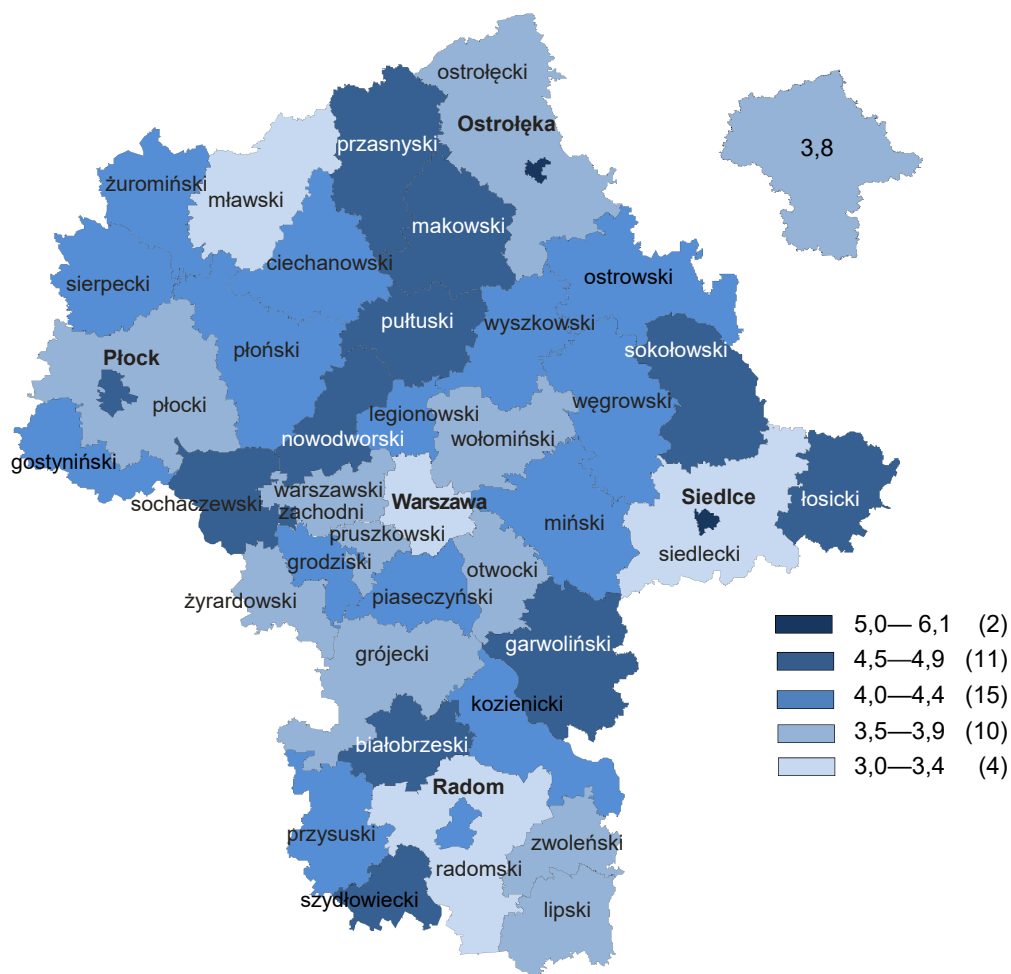 ostrołęcki
Ostrołęka
3,8
przasnyski
żuromiński
mławski
makowski
ciechanowski
ostrowski
sierpecki
pułtuski
wyszkowski
sokołowski
płoński
Płock
płocki
legionowski
węgrowski
nowodworski
wołomiński
gostyniński
warszawski
zachodni
Warszawa
Siedlce
łosicki
sochaczewski
miński
pruszkowski
siedlecki
grodziski
otwocki
żyrardowski
piaseczyński
garwoliński
grójecki
kozienicki
białobrzeski
Radom
przysuski
zwoleński
radomski
szydłowiecki
lipski
5,0— 6,1 (2)
4,5—4,9 (11)
4,0—4,4 (15)
3,5—3,9 (10)
3,0—3,4 (4)